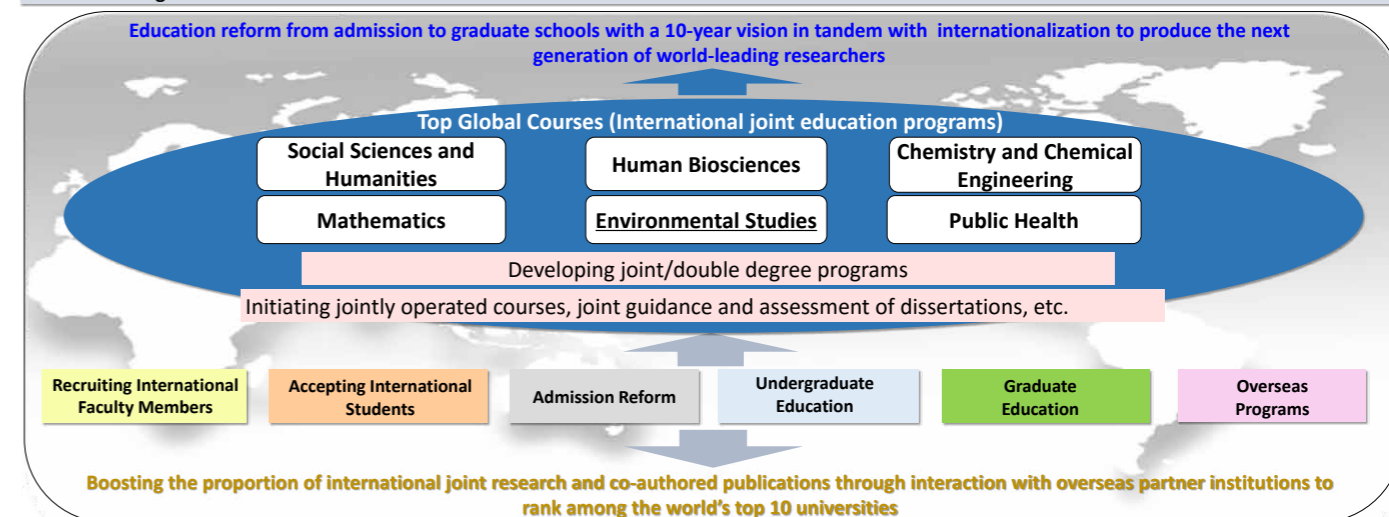 Education reform from admission to graduate schools with a 10-year vision in tandem with internationalization to produce the next
generation of world-leading researchers
Top Global Courses (International joint education programs)
Social Sciences and
Humanities
Human Biosciences
Chemistry and Chemical
Engineering
Mathematics
Environmental Studies
Public Health
Developing joint/double degree programs
Initiating jointly operated courses, joint guidance and assessment of dissertations, etc.
Recruiting International
Faculty Members
Accepting International
Students
Admission Reform
Undergraduate
Education
Graduate
Education
Overseas
Programs
Boosting the proportion of international joint research and co-authored publications through interaction with overseas partner institutions to
rank among the world's top 10 universities